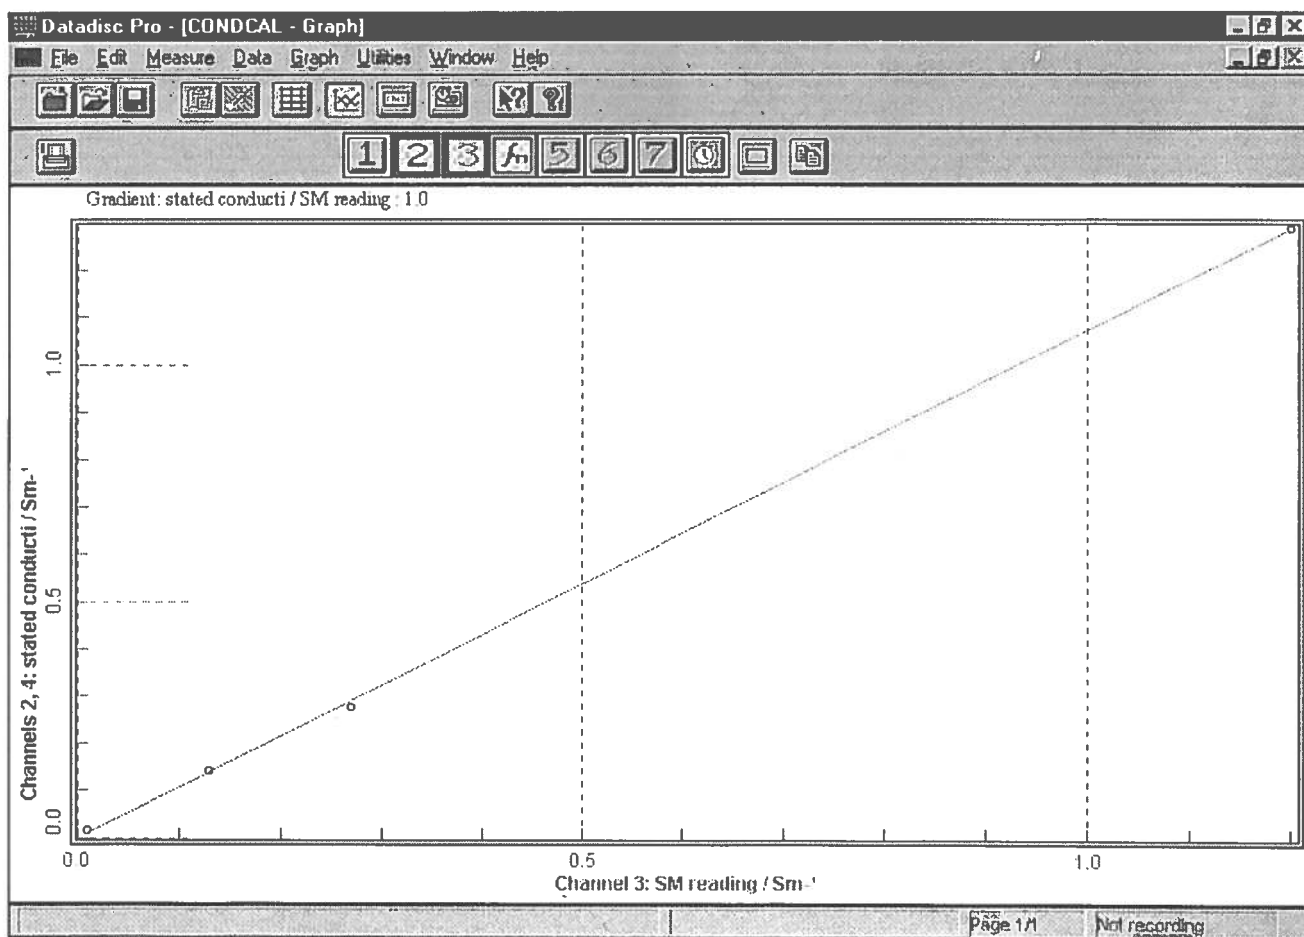 Datadisc Pro - [CONDCAL - Graph]
File Edit Measure Data Graph Utilities Window Help
1 2 3 fn 5 6 7
Gradient: stated conducti / SM reading : 1.0
1.0
0.5
0.0
Channels 2, 4: stated conducti / Sm-¹
0.0 0.5 1.0
Channel 3: SM reading / Sm-¹
Page 1/1 Not recording